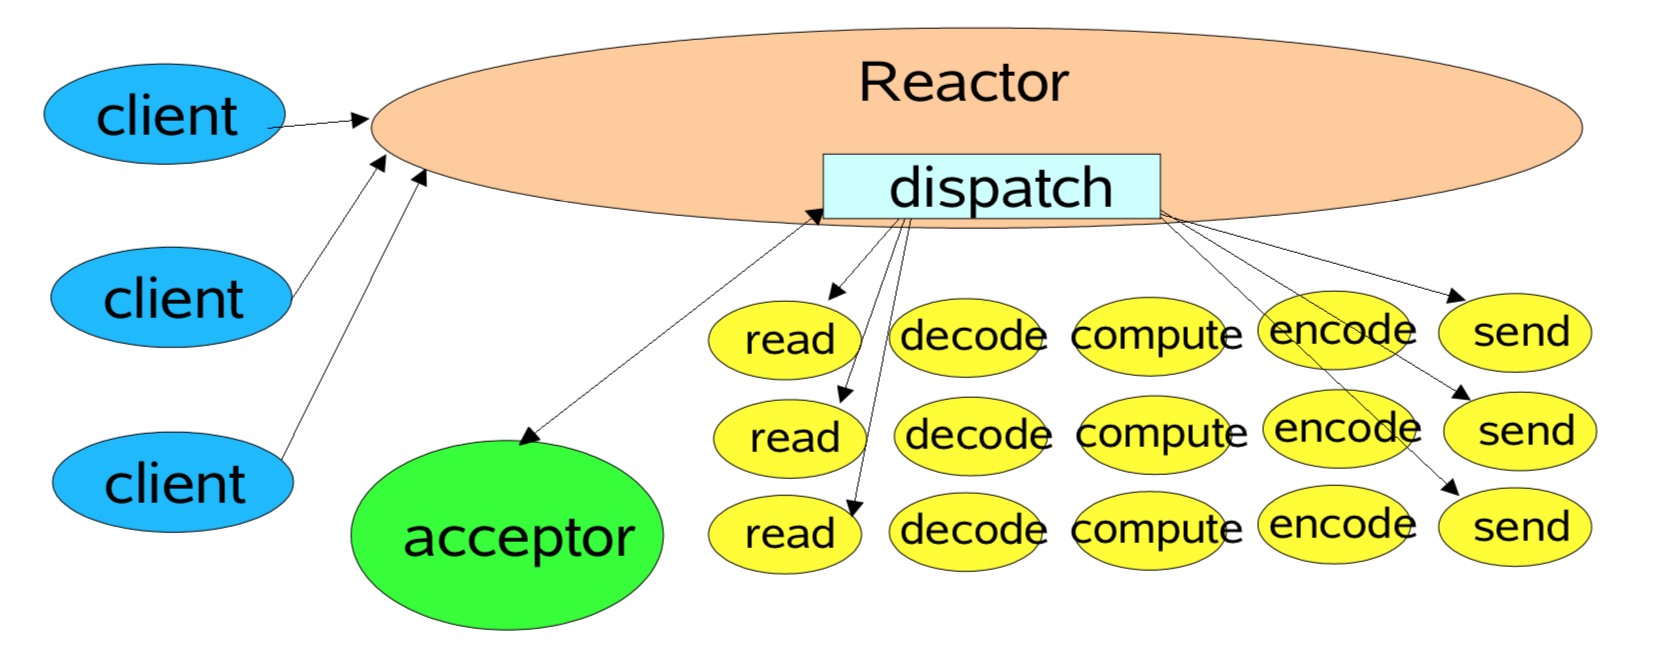 Reactor
client
dispatch
client
read decode compute encode send
read decode compute encode send
client
acceptor
read decode compute encode send